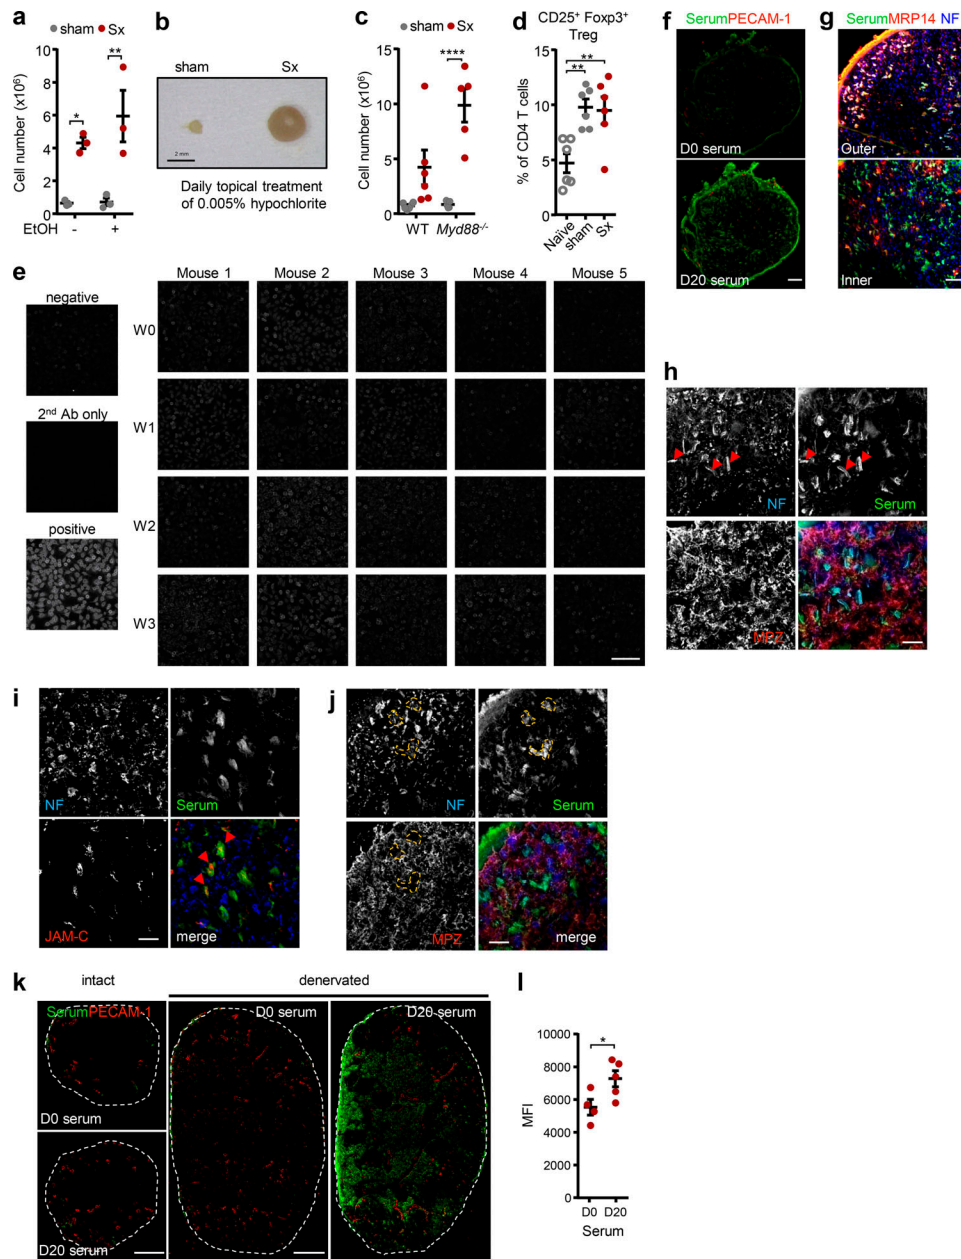 a
sham Sx
Cell number (x10⁶)
10
8
6
4
2
0
*
**
EtOH - +
b
sham Sx
2 mm
Daily topical treatment
of 0.005% hypochlorite
c
sham Sx
Cell number (x10⁶)
15
10
5
0
****
WT Myd88⁻/⁻
d
CD25⁺ Foxp3⁺
Treg
% of CD4 T cells
15
10
5
0
**
**
Naïve
sham
Sx
f
SerumPECAM-1
D0 serum
D20 serum
g
SerumMRP14 NF
Outer
Inner
e
negative
2nd Ab only
positive
Mouse 1 Mouse 2 Mouse 3 Mouse 4 Mouse 5
W0
W1
W2
W3
h
NF
Serum
MPZ
i
NF
Serum
JAM-C
merge
j
NF
Serum
MPZ
merge
k
intact
denervated
SerumPECAM-1
D0 serum
D20 serum
D0 serum
D20 serum
l
MFI
10000
8000
6000
4000
2000
0
*
D0 D20
Serum